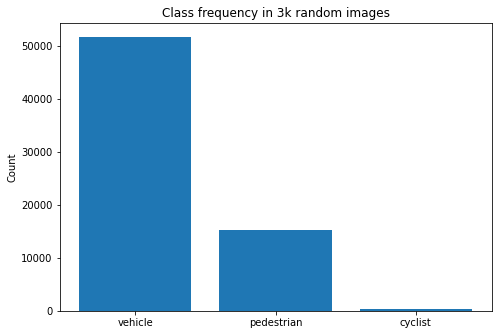 Class frequency in 3k random images
Count
50000
40000
30000
20000
10000
0
vehicle
pedestrian
cyclist